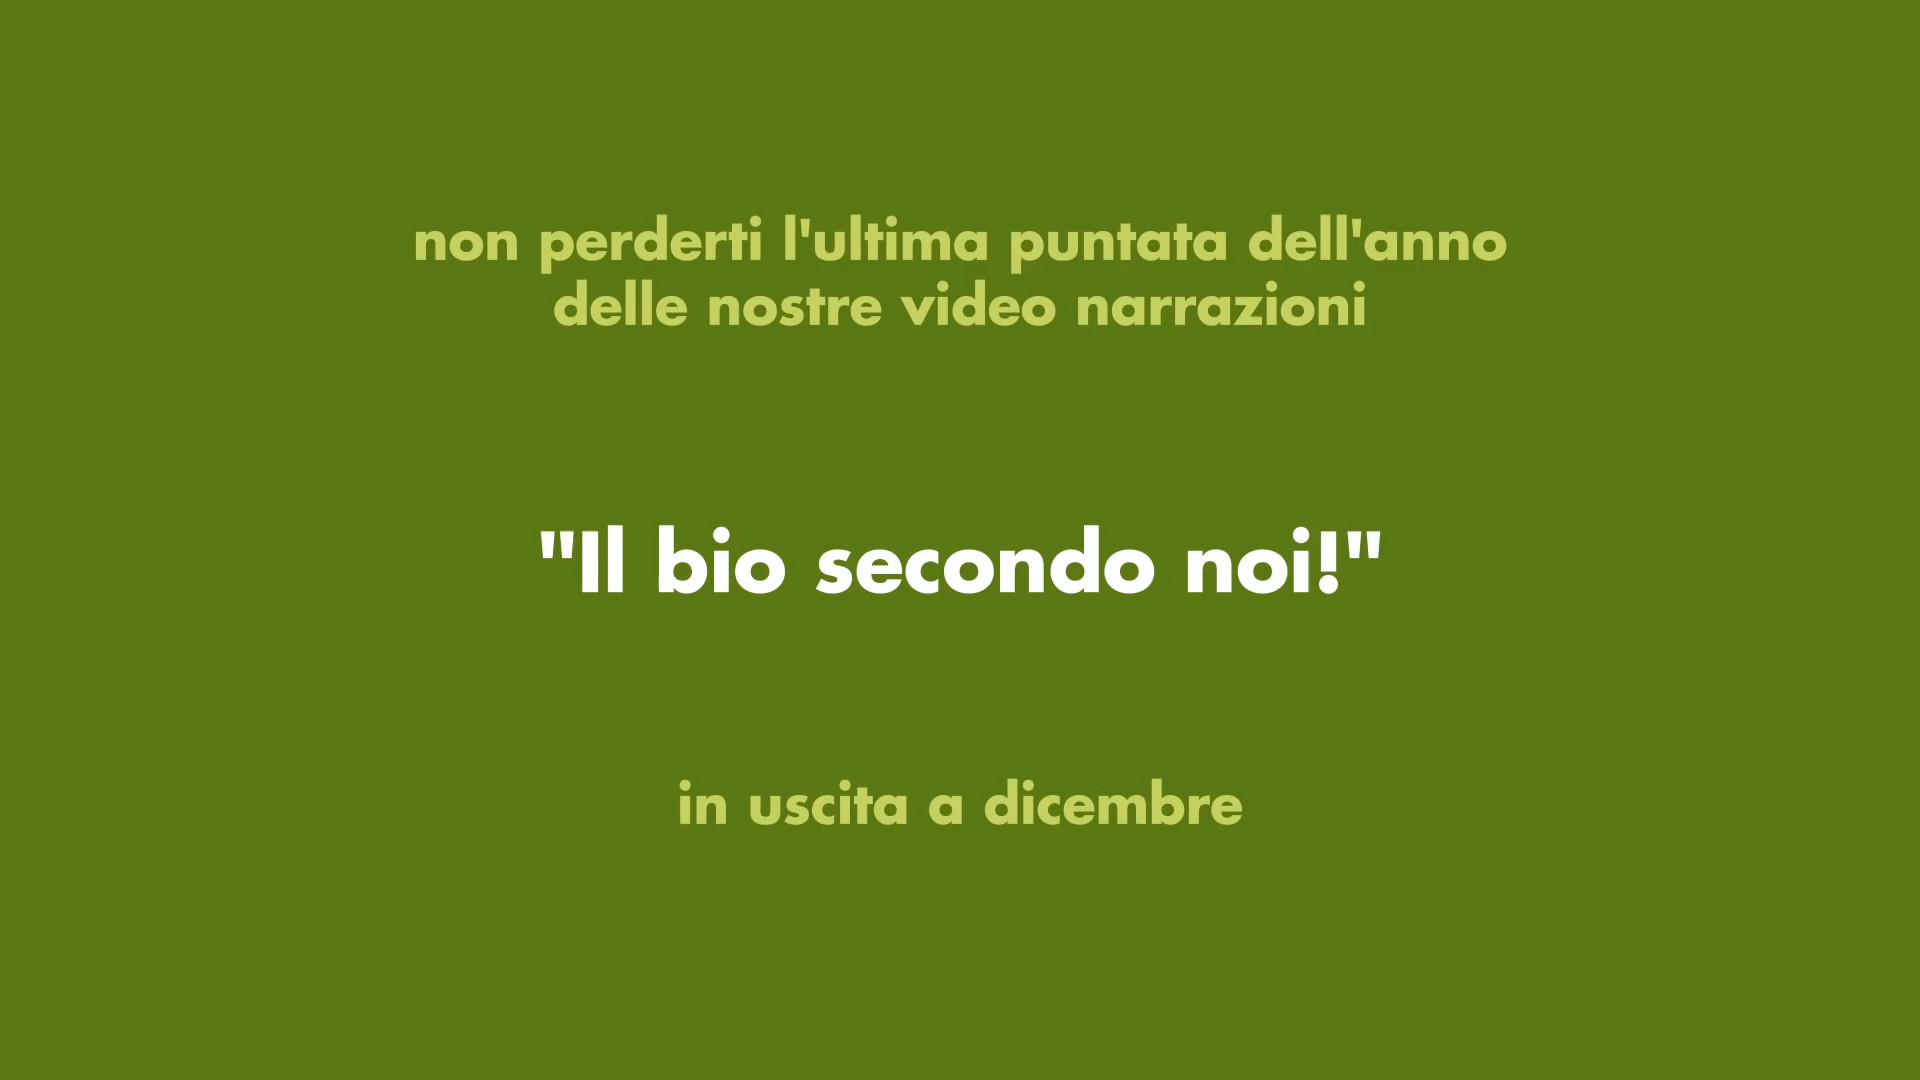 non perderti l'ultima puntata dell'anno
delle nostre video narrazioni
"Il bio secondo noi!"
in uscita a dicembre